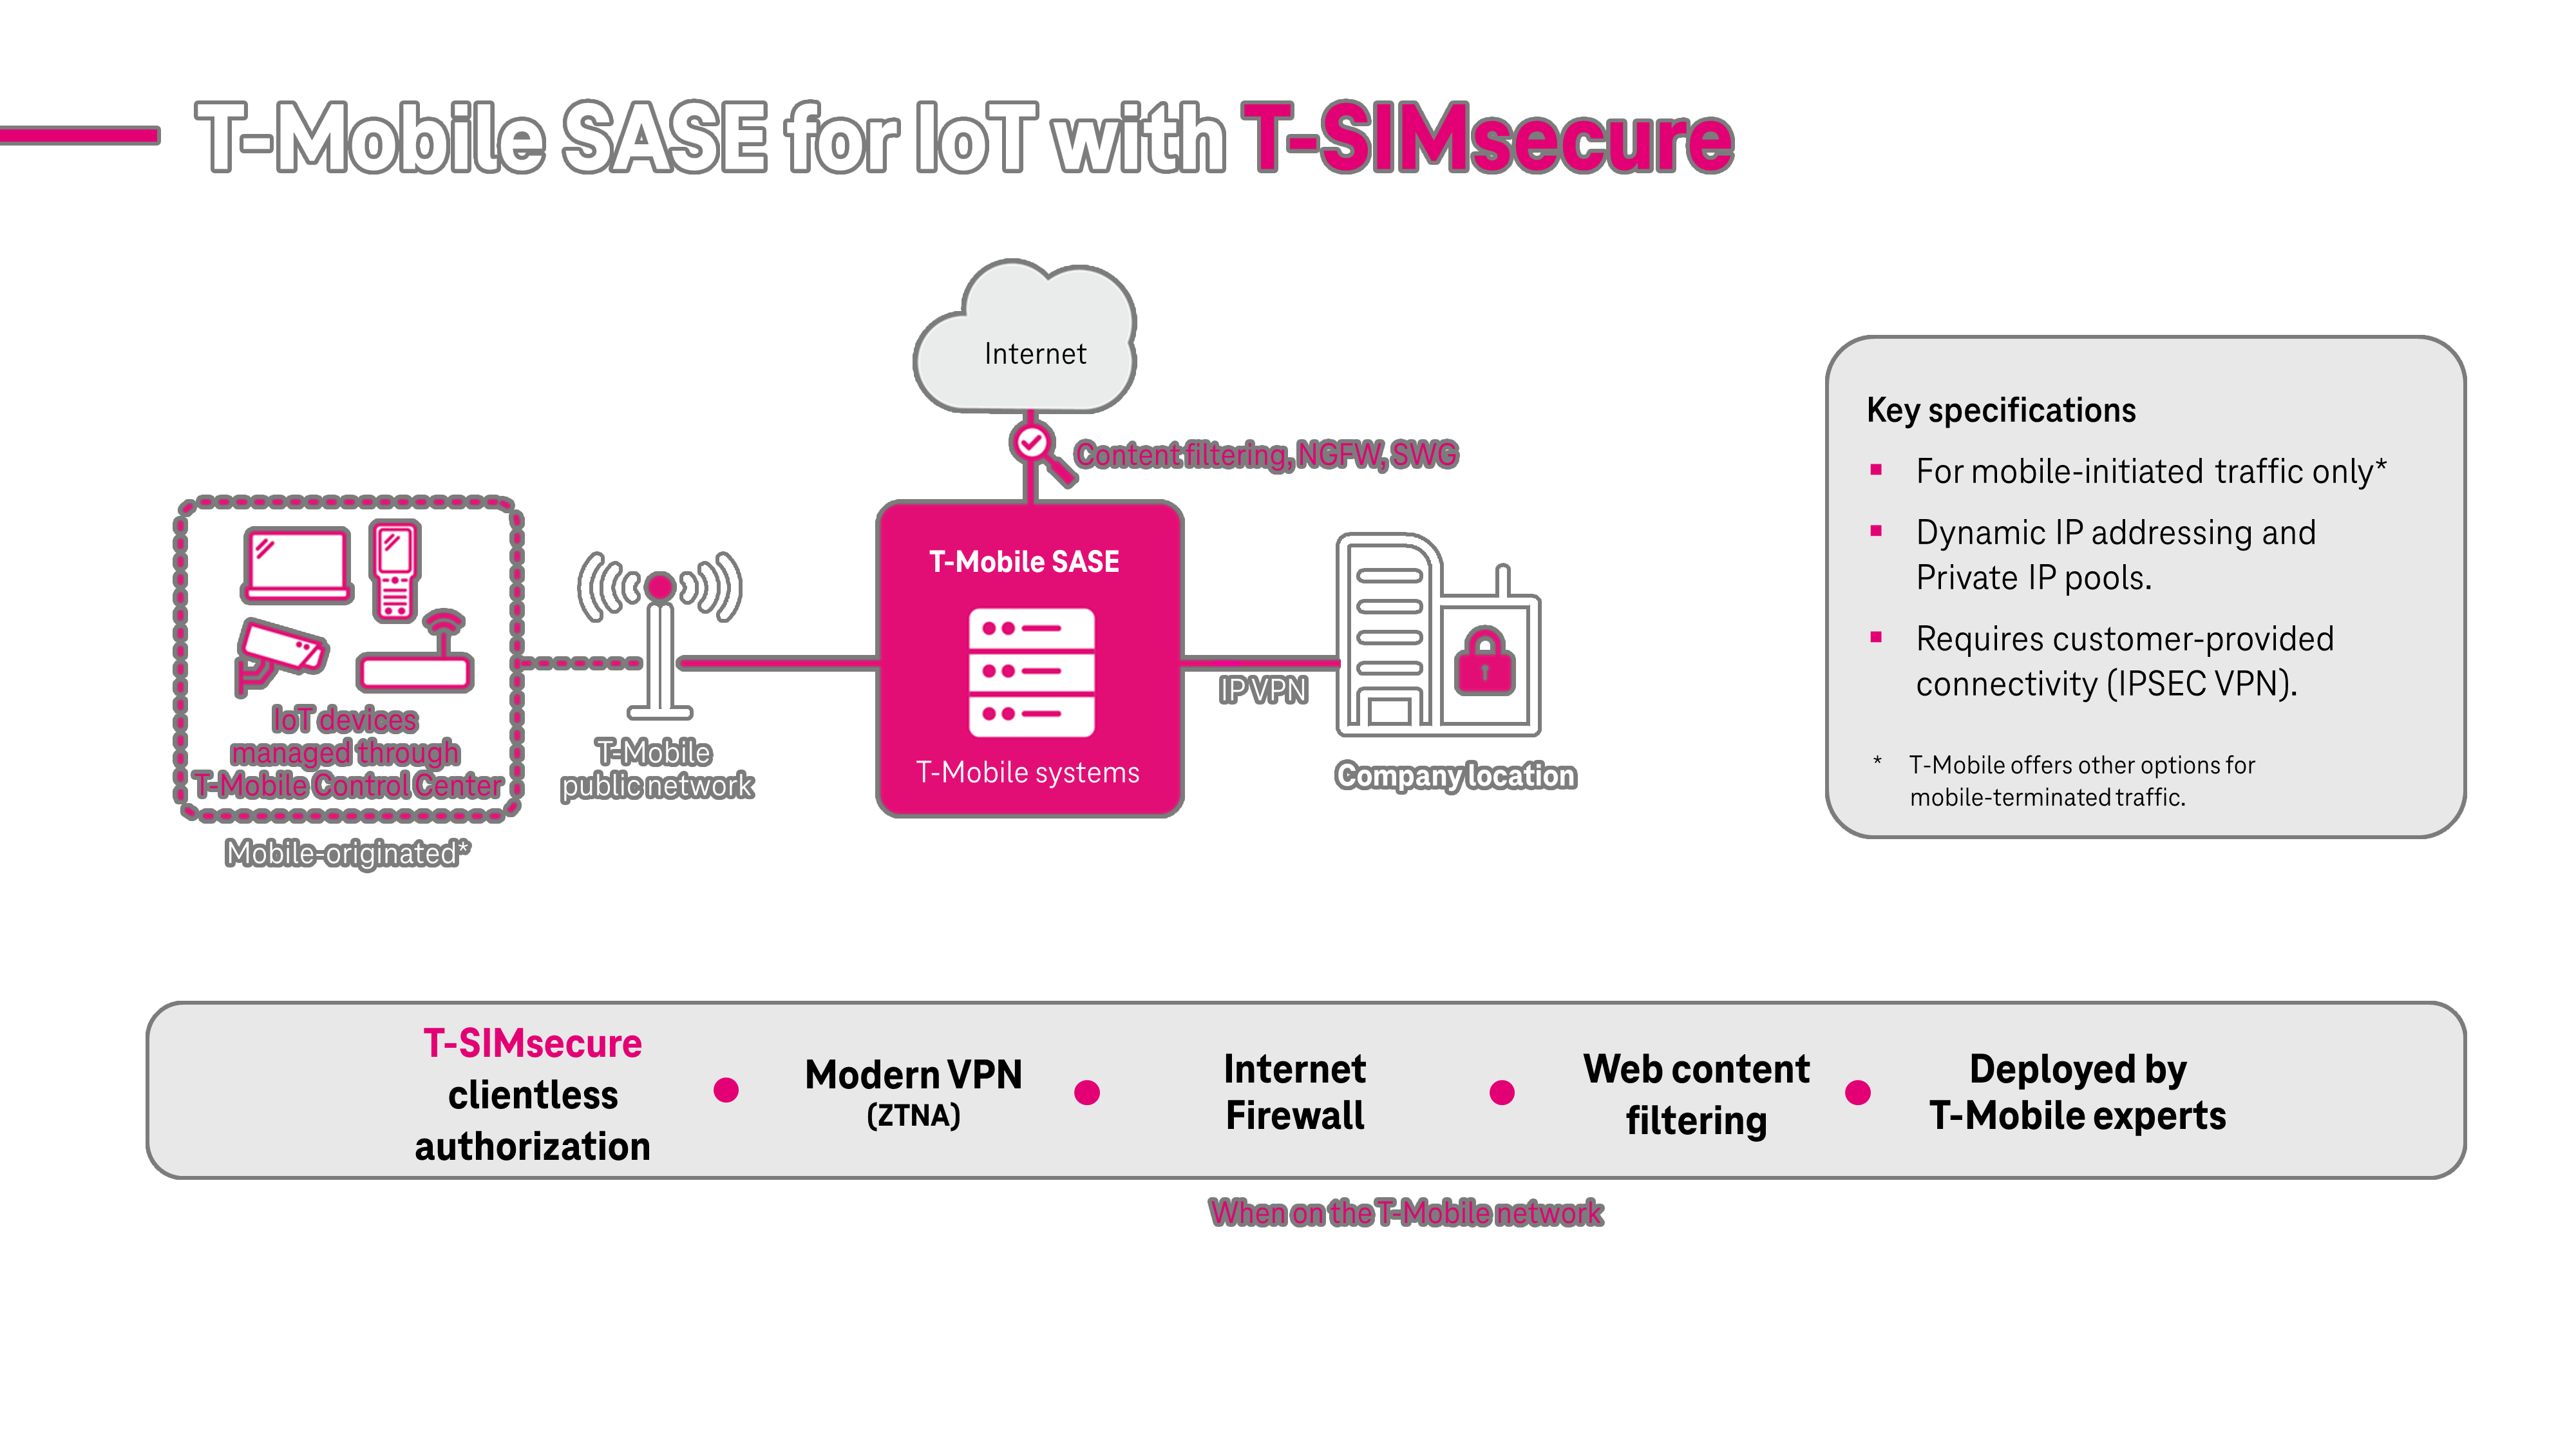 T-Mobile SASE for IoT with T-SIMsecure
Internet
Content filtering, NGFW, SWG
T-Mobile SASE
T-Mobile systems
IoT devices
managed through
T-Mobile Control Center
Mobile-originated*
T-Mobile
public network
IP VPN
Company location
Key specifications
▪ For mobile-initiated traffic only*
▪ Dynamic IP addressing and
Private IP pools.
▪ Requires customer-provided
connectivity (IPSEC VPN).
* T-Mobile offers other options for
mobile-terminated traffic.
T-SIMsecure
clientless
authorization
Modern VPN
(ZTNA)
Internet
Firewall
Web content
filtering
Deployed by
T-Mobile experts
When on the T-Mobile network